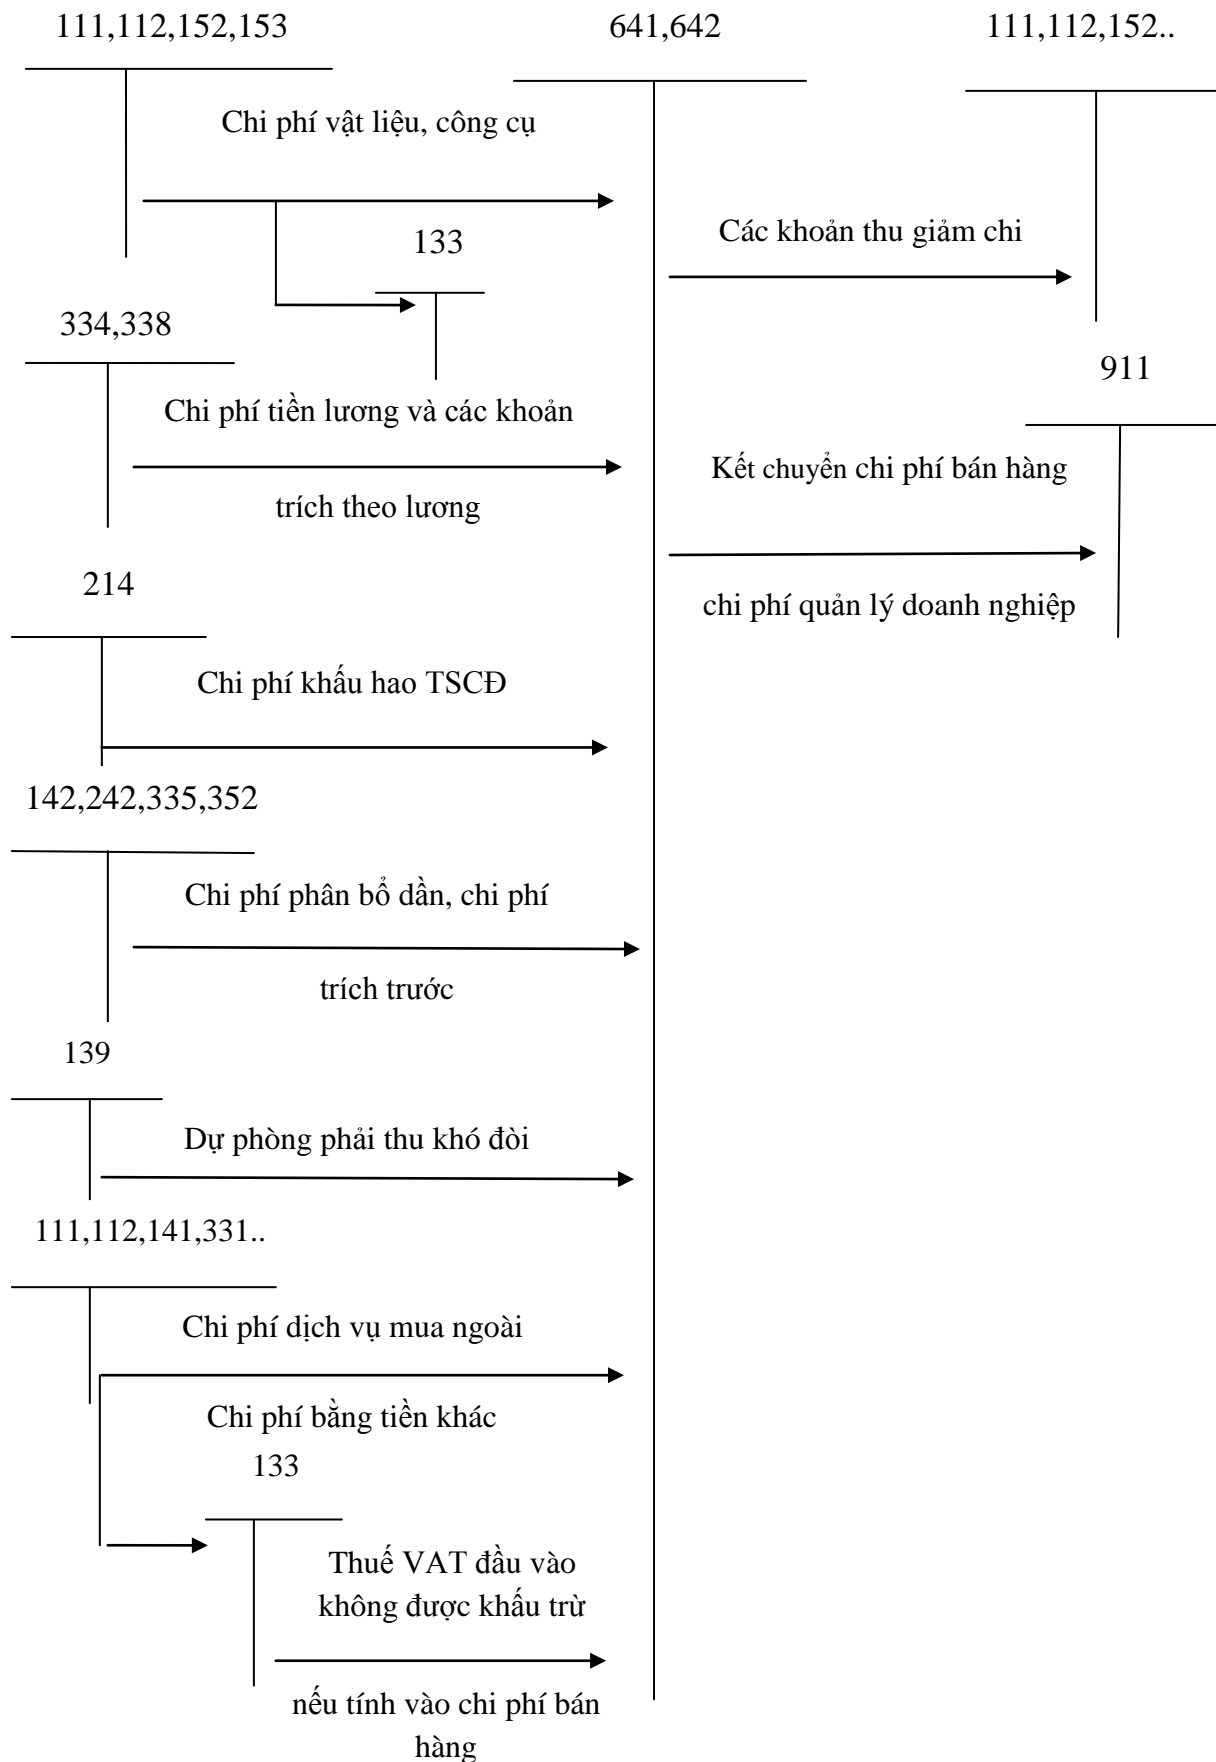 111,112,152,153
641,642
111,112,152..
Chi phí vật liệu, công cụ
133
Các khoản thu giảm chi
334,338
911
Chi phí tiền lương và các khoản
trích theo lương
Kết chuyển chi phí bán hàng
chi phí quản lý doanh nghiệp
214
Chi phí khấu hao TSCĐ
142,242,335,352
Chi phí phân bổ dần, chi phí
trích trước
139
Dự phòng phải thu khó đòi
111,112,141,331..
Chi phí dịch vụ mua ngoài
Chi phí bằng tiền khác
133
Thuế VAT đầu vào
không được khấu trừ
nếu tính vào chi phí bán
hàng